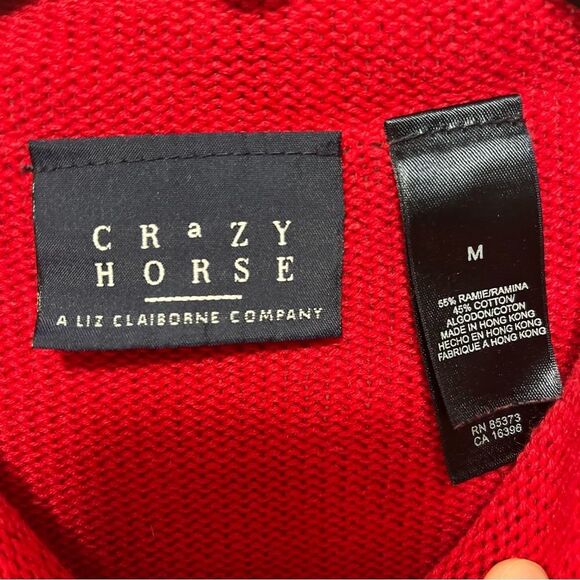 CRaZY
HORSE
A LIZ CLAIBORNE COMPANY
M
55% RAMIE/RAMINA
45% COTTON/
ALGODON/COTON
MADE IN HONG KONG
HECHO EN HONG KONG
FABRIQUE A HONG KONG
RN 85373
CA 16396